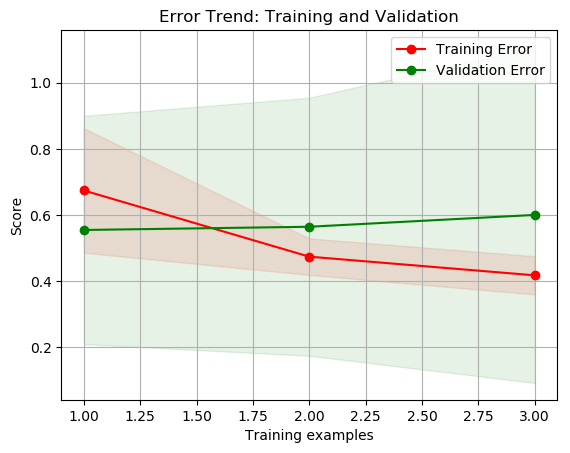 Error Trend: Training and Validation
Training Error
Validation Error
1.0
0.8
0.6
0.4
0.2
Score
1.00 1.25 1.50 1.75 2.00 2.25 2.50 2.75 3.00
Training examples